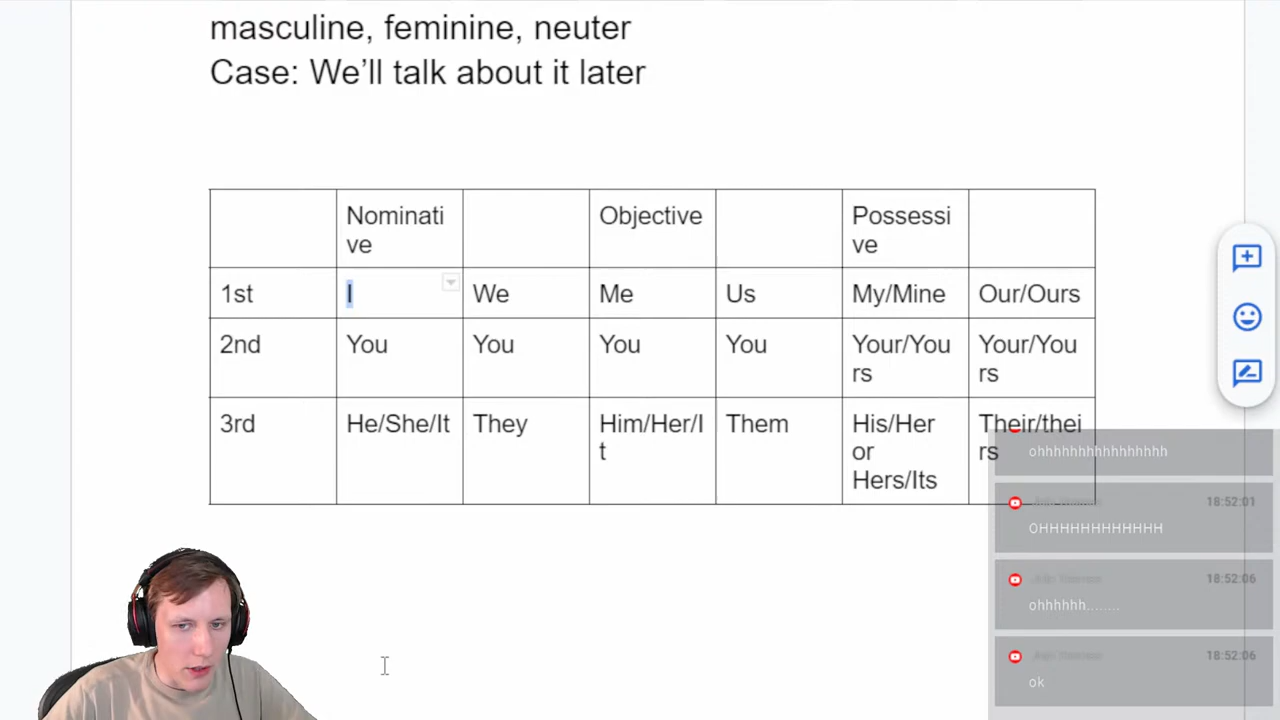 masculine, feminine, neuter
Case: We'll talk about it later
Nominati
ve
Objective
Possessi
ve
1st
I
We
Me
Us
My/Mine
Our/Ours
2nd
You
You
You
You
Your/You
rs
Your/You
rs
3rd
He/She/It
They
Him/Her/I
t
Them
His/Her
or
Hers/Its
Their/thei
rs
ohhhhhhhhhhhhhhhh
18:52:01
OHHHHHHHHHHHH
18:52:06
ohhhhhh........
18:52:06
ok